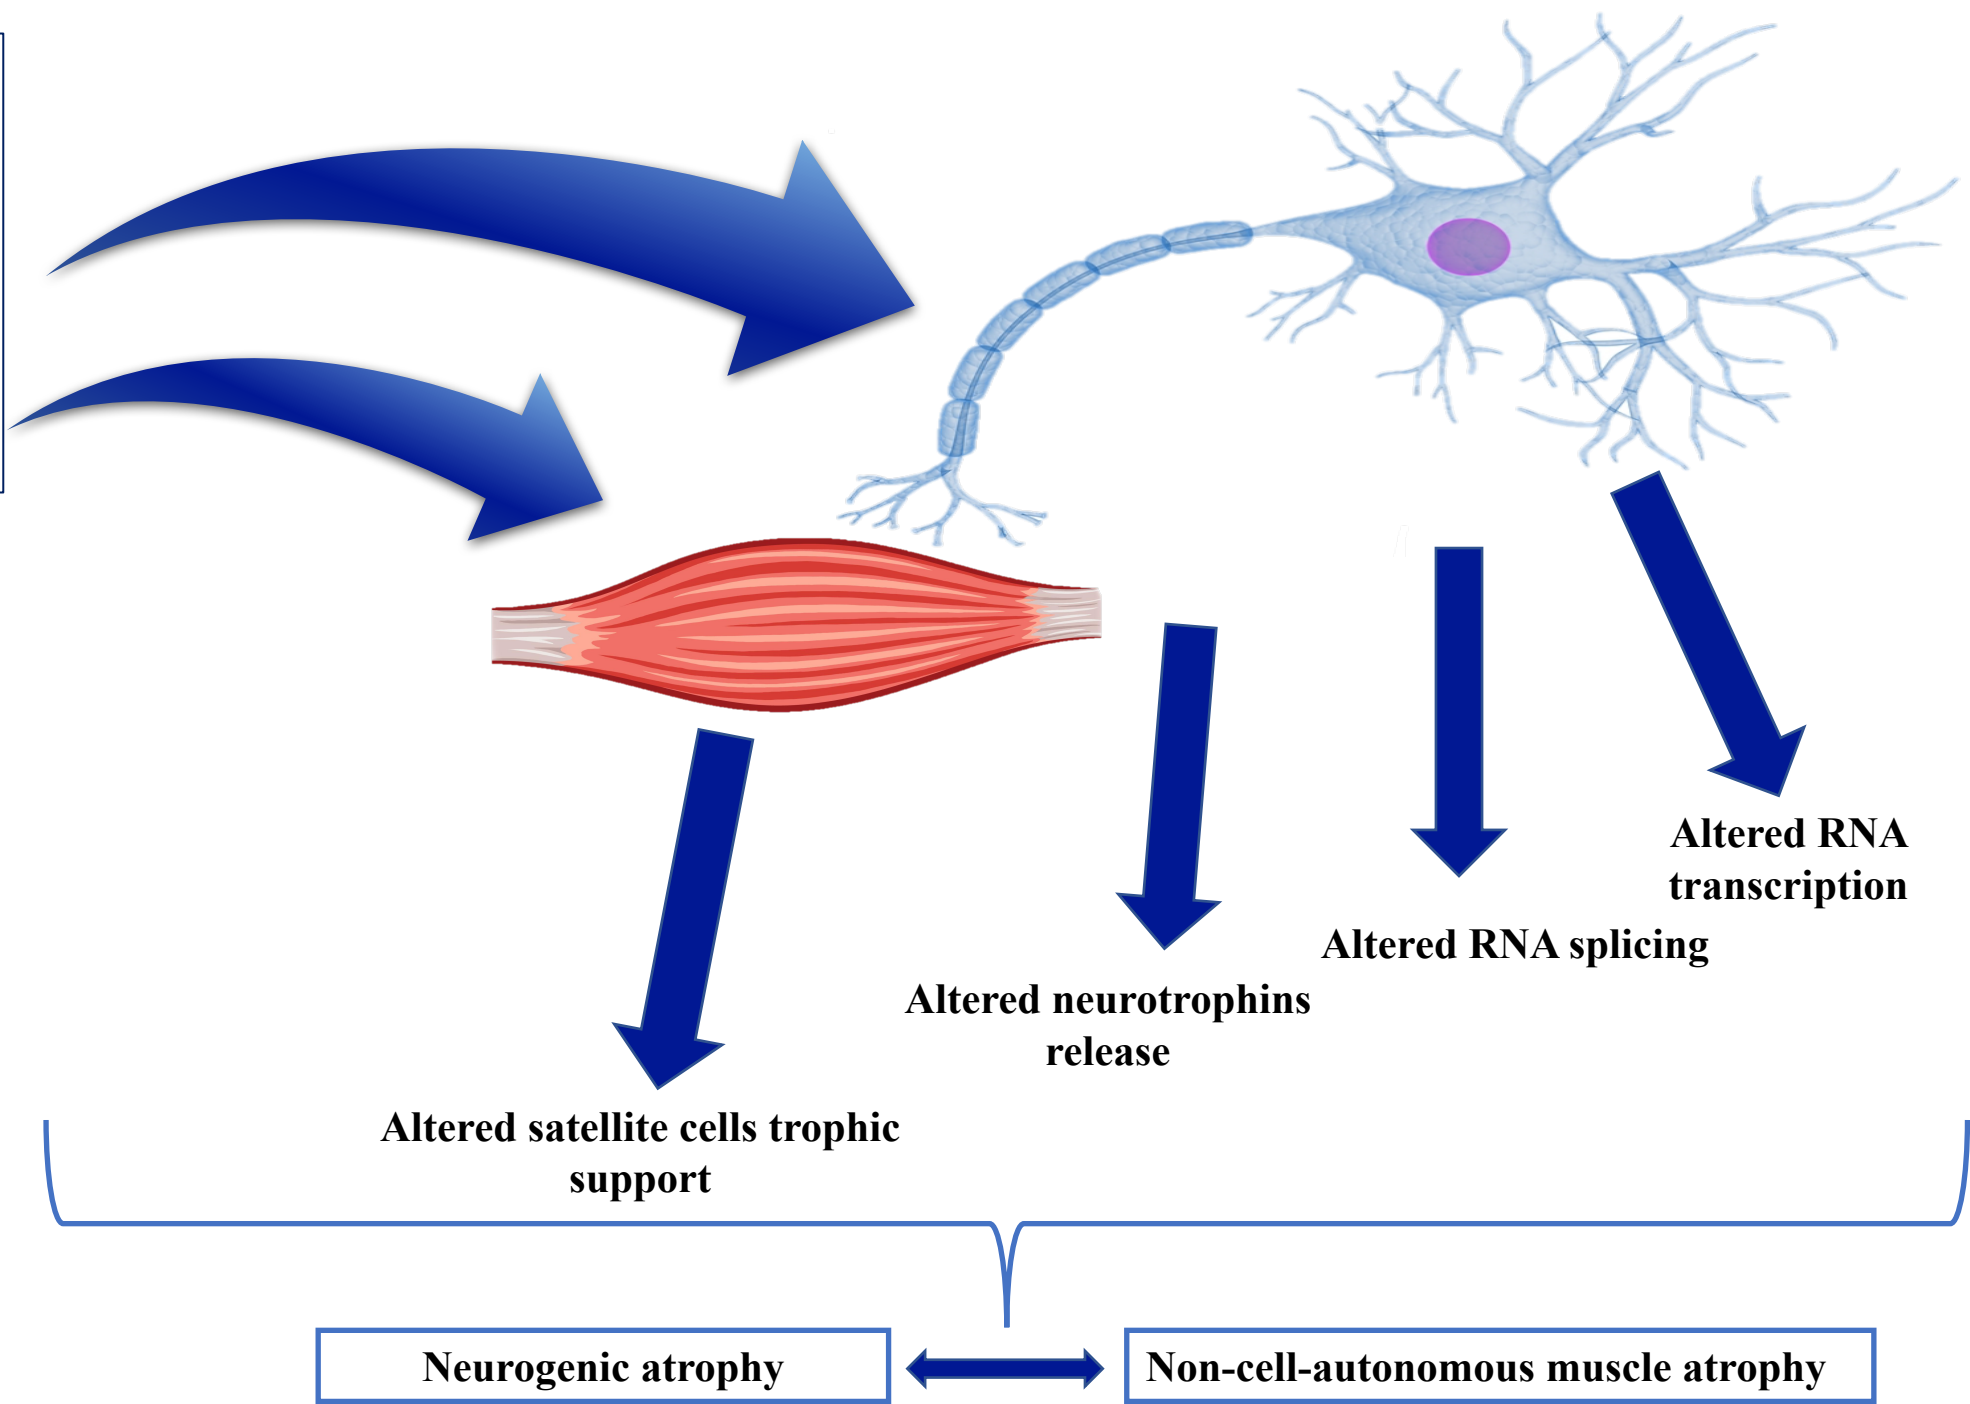 Altered RNA
transcription
Altered RNA splicing
Altered neurotrophins
release
Altered satellite cells trophic
support
Neurogenic atrophy
Non-cell-autonomous muscle atrophy